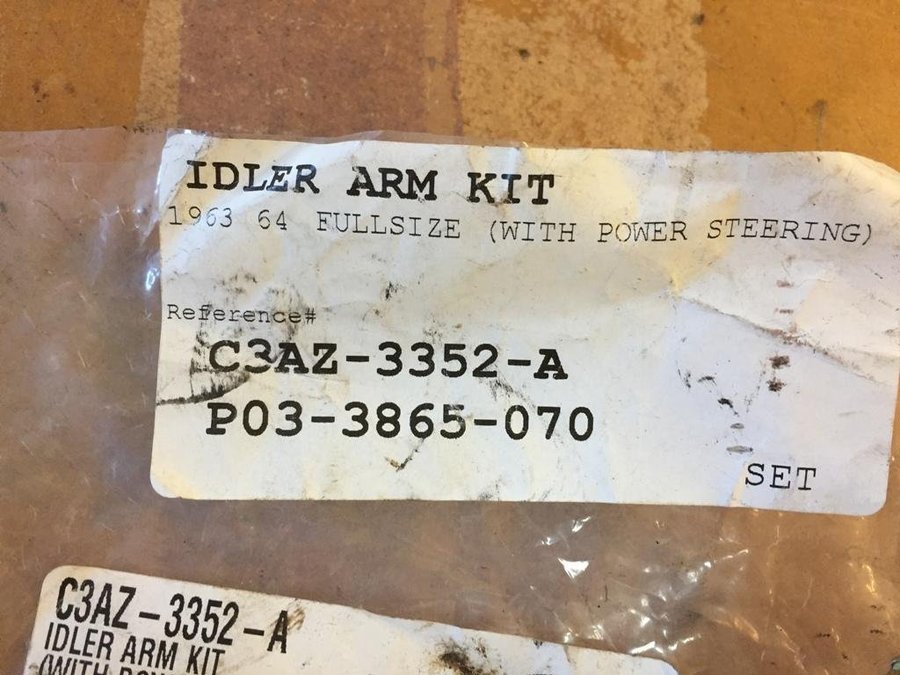 IDLER ARM KIT
1963 64 FULLSIZE (WITH POWER STEERING)
Reference#
C3AZ-3352-A
P03-3865-070
SET
C3AZ-3352-A
IDLER ARM KIT
(WITH